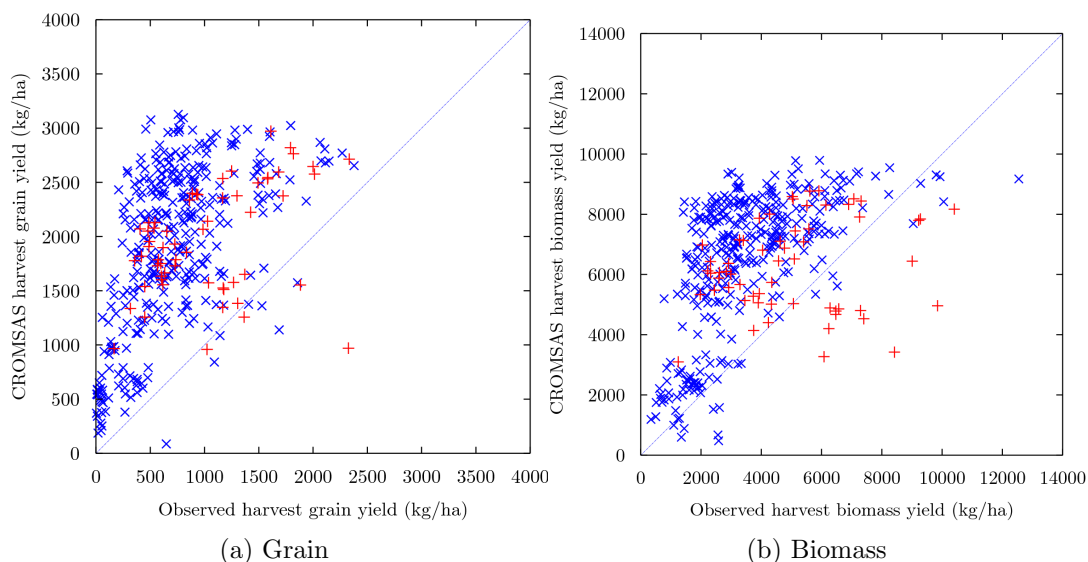 4000
3500
3000
2500
2000
1500
1000
500
0
CROMSAS harvest grain yield (kg/ha)
0 500 1000 1500 2000 2500 3000 3500 4000
Observed harvest grain yield (kg/ha)
(a) Grain
14000
12000
10000
8000
6000
4000
2000
0
CROMSAS harvest biomass yield (kg/ha)
0 2000 4000 6000 8000 10000 12000 14000
Observed harvest biomass yield (kg/ha)
(b) Biomass